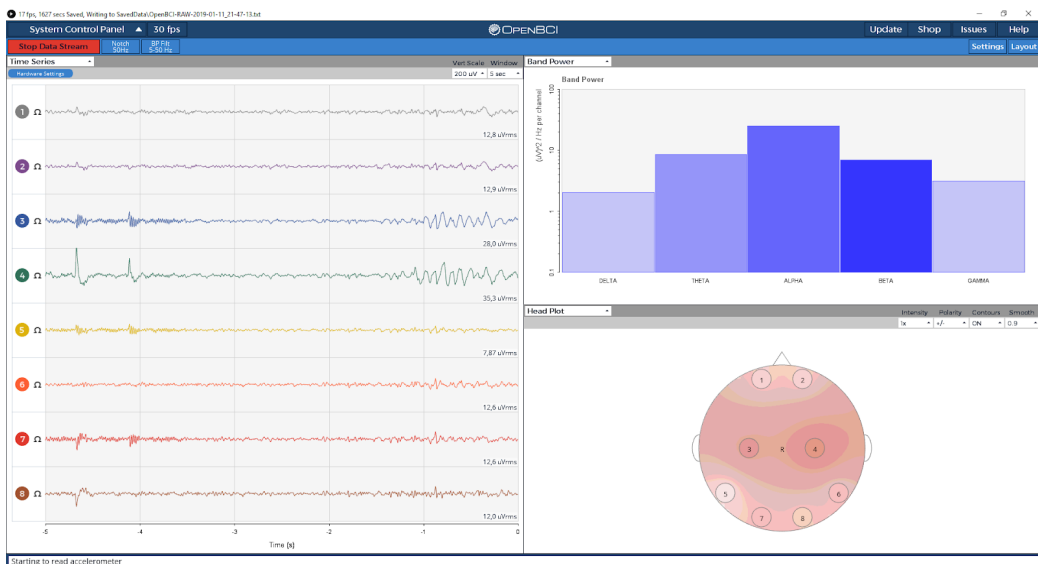 17 fps, 1627 secs Saved, Writing to SavedData\OpenBCI-RAW-2019-01-11_21-47-13.txt
System Control Panel 30 fps OPENBCI Update Shop Issues Help
Stop Data Stream Notch 50Hz BP Filt 5-50 Hz Settings Layout
Time Series Vert Scale Window
Hardware Settings 200 uV 5 sec
1 Ω
12,8 uVrms
2 Ω
12,9 uVrms
3 Ω
28,0 uVrms
4 Ω
35,3 uVrms
5 Ω
7,87 uVrms
6 Ω
12,6 uVrms
7 Ω
12,6 uVrms
8 Ω
12,0 uVrms
-5 -4 -3 -2 -1 0
Time (s)
Starting to read accelerometer
Band Power
Band Power
(uV)^2 / Hz per channel
100
10
1
0.1
DELTA THETA ALPHA BETA GAMMA
Head Plot Intensity Polarity Contours Smooth
1x +/- ON 0.9
1 2
3 R 4
5 6
7 8